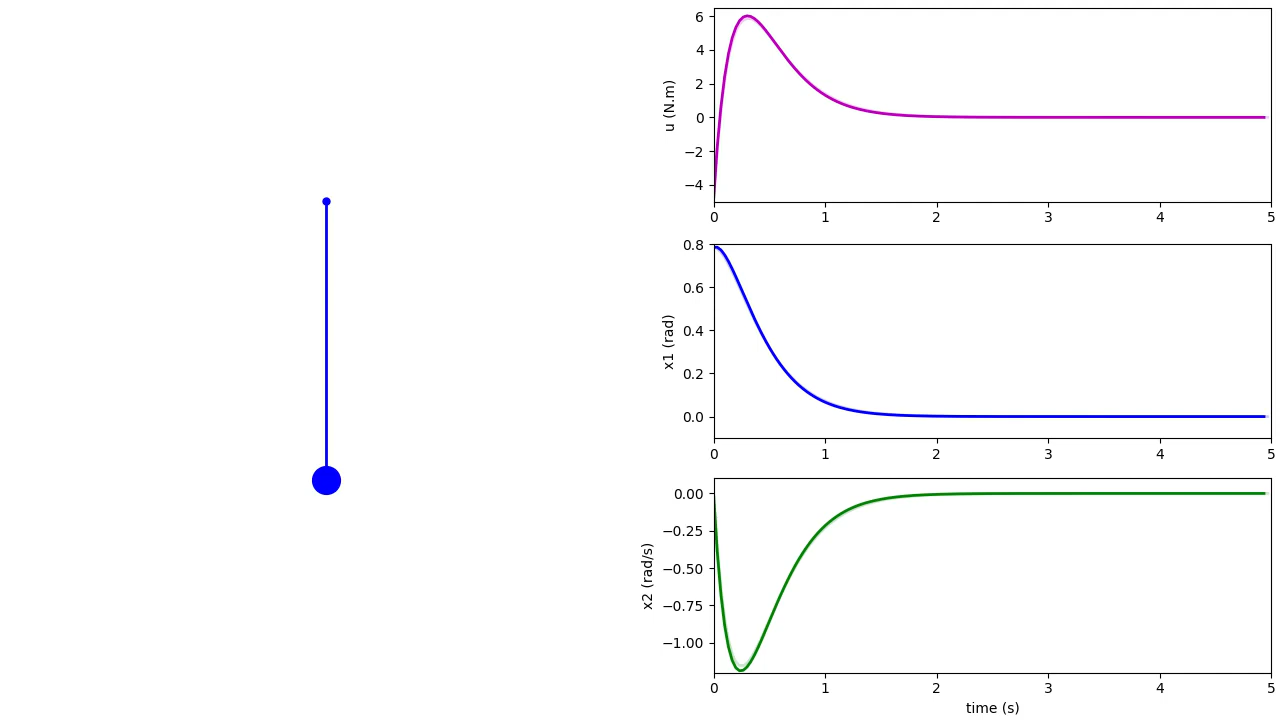 u (N.m)
6
4
2
0
−2
−4
0 1 2 3 4 5
x1 (rad)
0.8
0.6
0.4
0.2
0.0
0 1 2 3 4 5
x2 (rad/s)
0.00
−0.25
−0.50
−0.75
−1.00
0 1 2 3 4 5
time (s)